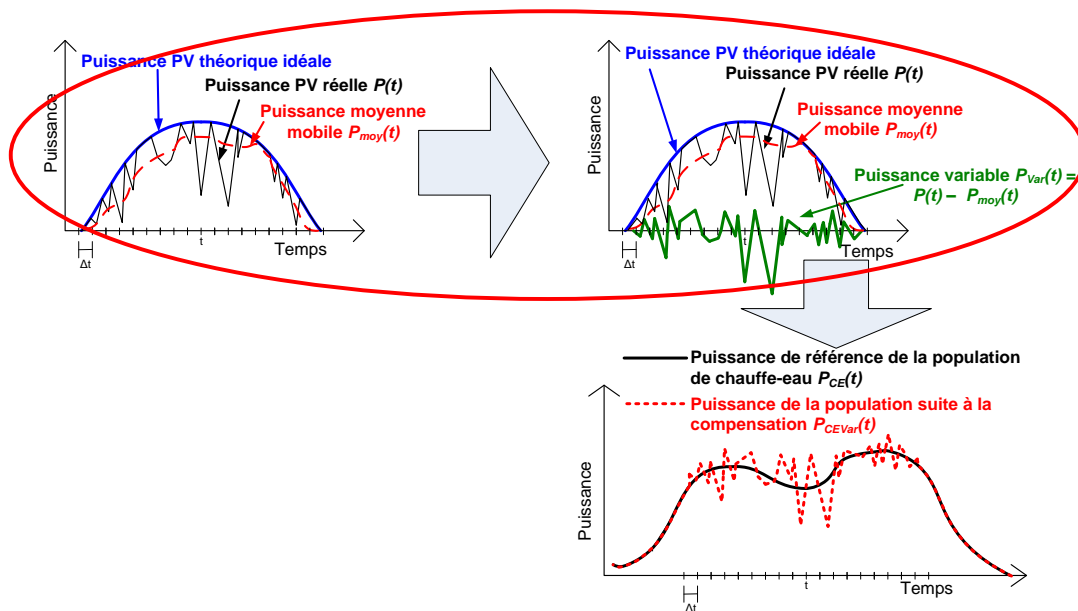 Puissance PV théorique idéale
Puissance PV réelle P(t)
Puissance moyenne
mobile Pmoy(t)
Puissance
t
Temps
Δt
Puissance PV théorique idéale
Puissance PV réelle P(t)
Puissance moyenne
mobile Pmoy(t)
Puissance variable PVar(t) =
P(t) – Pmoy(t)
Puissance
t
Temps
Δt
Puissance de référence de la population
de chauffe-eau PCE(t)
Puissance de la population suite à la
compensation PCEVar(t)
Puissance
t
Temps
Δt